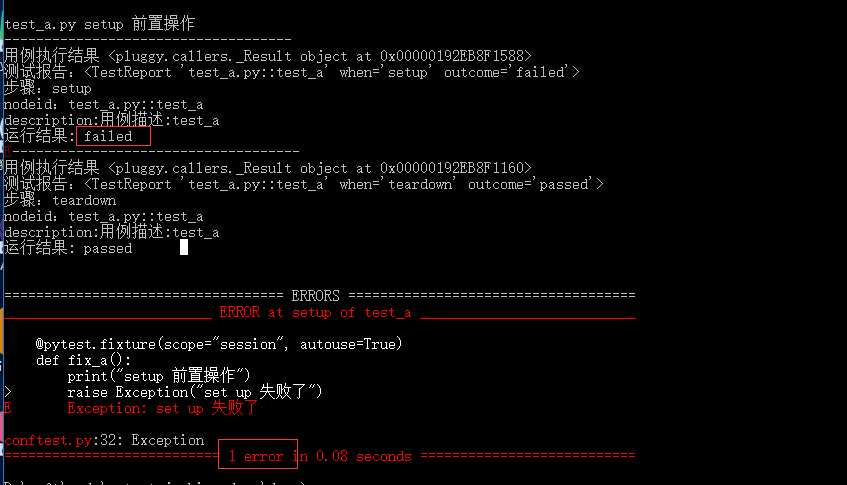 test_a.py setup 前置操作
------------------------------------
用例执行结果 <pluggy.callers._Result object at 0x00000192EB8F1588>
测试报告：<TestReport 'test_a.py::test_a' when='setup' outcome='failed'>
步骤：setup
nodeid：test_a.py::test_a
description:用例描述:test_a
运行结果: failed
E------------------------------------
用例执行结果 <pluggy.callers._Result object at 0x00000192EB8F1160>
测试报告：<TestReport 'test_a.py::test_a' when='teardown' outcome='passed'>
步骤：teardown
nodeid：test_a.py::test_a
description:用例描述:test_a
运行结果: passed
=================================== ERRORS ====================================
__________________________ ERROR at setup of test_a ___________________________
@pytest.fixture(scope="session", autouse=True)
def fix_a():
print("setup 前置操作")
> raise Exception("set up 失败了")
E Exception: set up 失败了
conftest.py:32: Exception
=========================== 1 error in 0.08 seconds ===========================